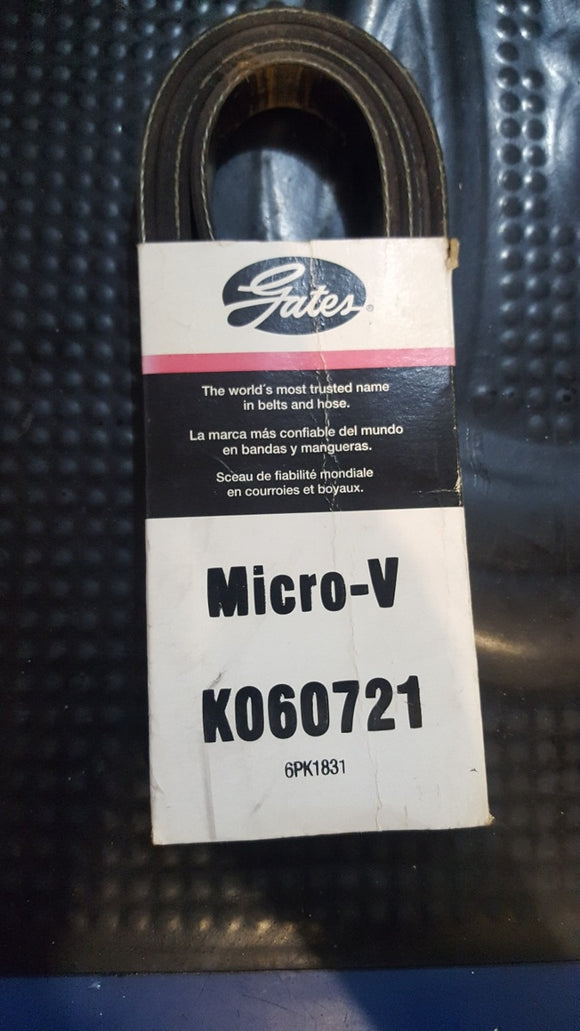 Gates®
The world's most trusted name
in belts and hose.
La marca más confiable del mundo
en bandas y mangueras.
Sceau de fiabilité mondiale
en courroies et boyaux.
Micro-V
K060721
6PK1831